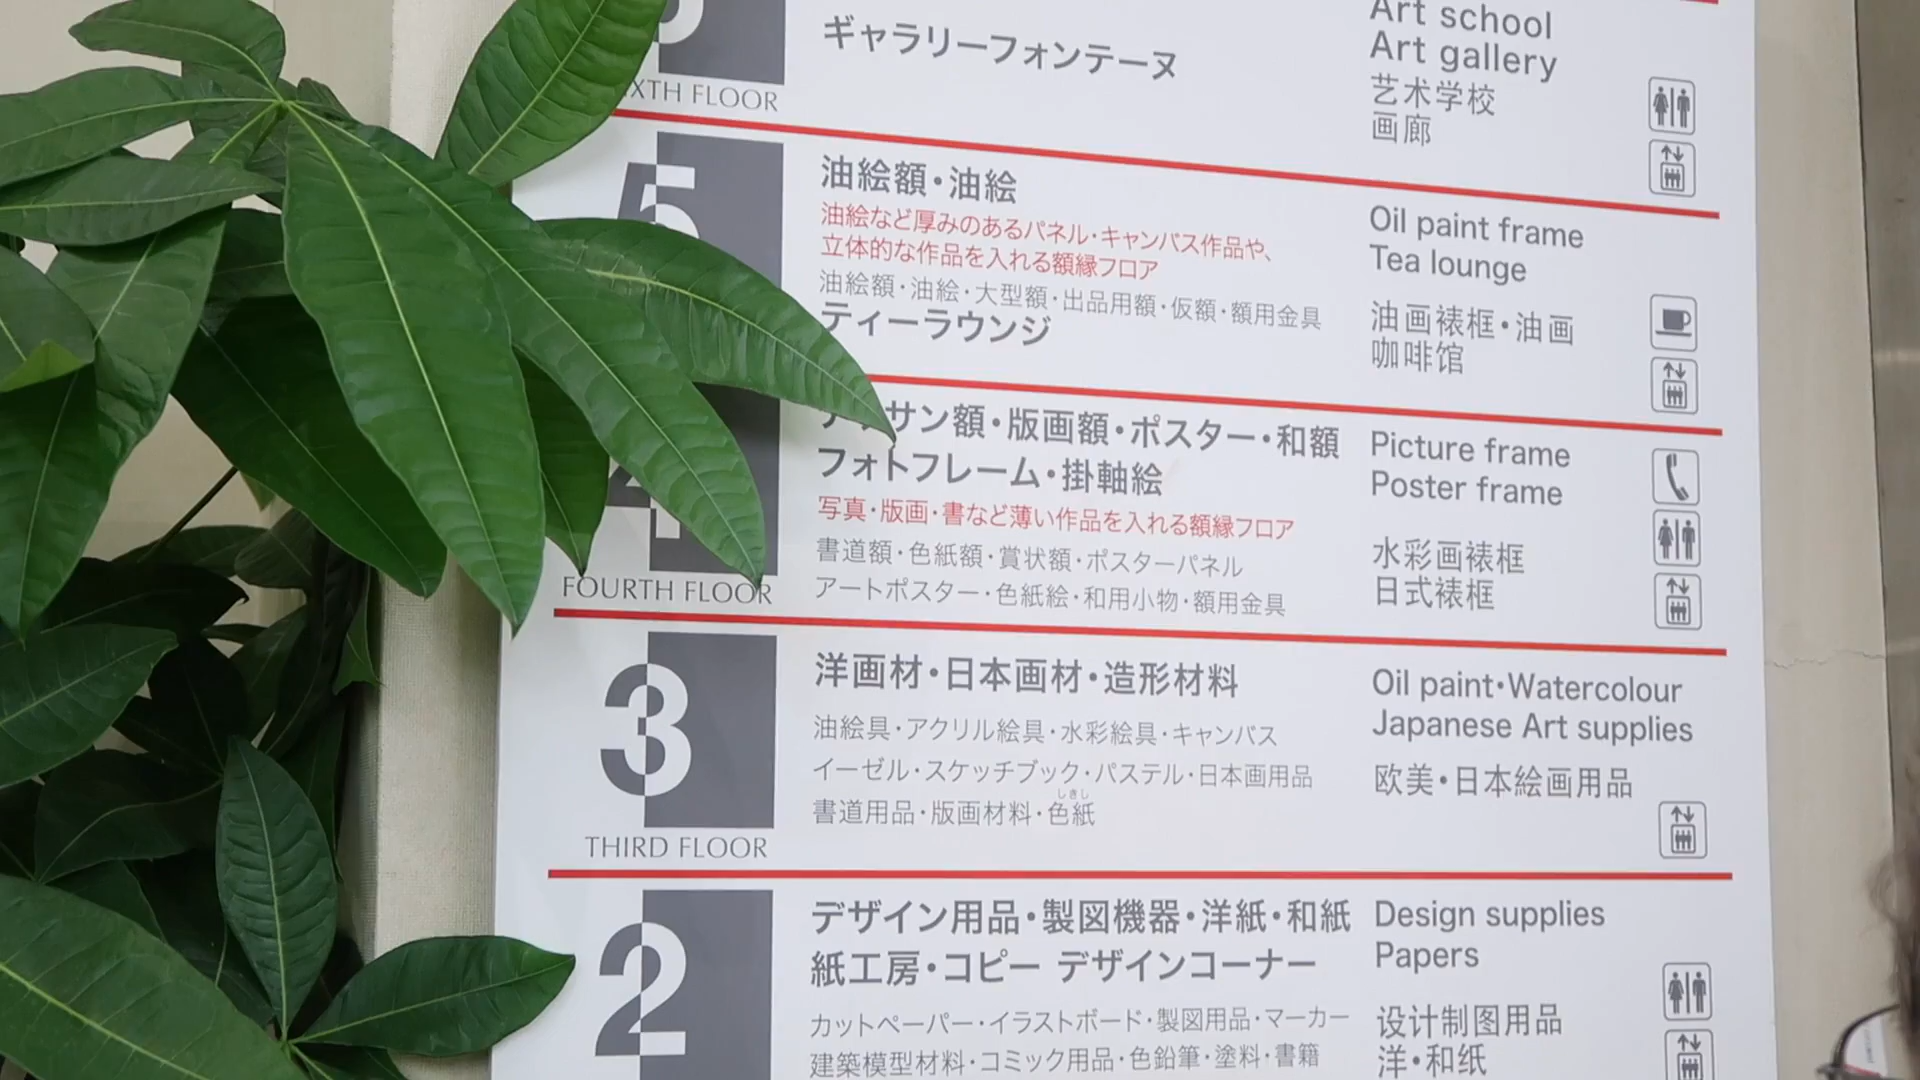 ギャラリーフォンテーヌ
Art school
Art gallery
艺术学校
画廊
XTH FLOOR
5
油絵額・油絵
油絵など厚みのあるパネル・キャンバス作品や、
立体的な作品を入れる額縁フロア
油絵額・油絵・大型額・出品用額・仮額・額用金具
ティーラウンジ
Oil paint frame
Tea lounge
油画裱框・油画
咖啡馆
サン額・版画額・ポスター・和額
フォトフレーム・掛軸絵
写真・版画・書など薄い作品を入れる額縁フロア
書道額・色紙額・賞状額・ポスターパネル
アートポスター・色紙絵・和用小物・額用金具
Picture frame
Poster frame
水彩画裱框
日式裱框
FOURTH FLOOR
3
THIRD FLOOR
洋画材・日本画材・造形材料
油絵具・アクリル絵具・水彩絵具・キャンバス
イーゼル・スケッチブック・パステル・日本画用品
しきし
書道用品・版画材料・色紙
Oil paint・Watercolour
Japanese Art supplies
欧美・日本絵画用品
2
デザイン用品・製図機器・洋紙・和紙
紙工房・コピー デザインコーナー
カットペーパー・イラストボード・製図用品・マーカー
建築模型材料・コミック用品・色鉛筆・塗料・書籍
Design supplies
Papers
设计制图用品
洋・和纸